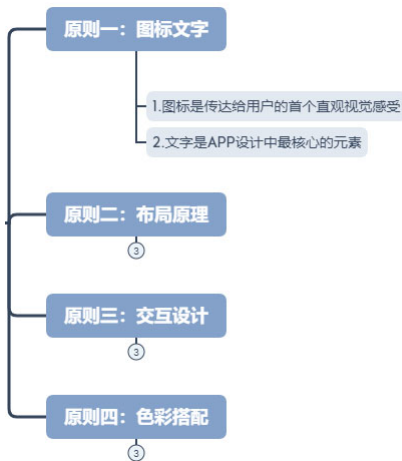 原则一：图标文字
1.图标是传达给用户的首个直观视觉感受
2.文字是APP设计中最核心的元素
原则二：布局原理
3
原则三：交互设计
3
原则四：色彩搭配
3